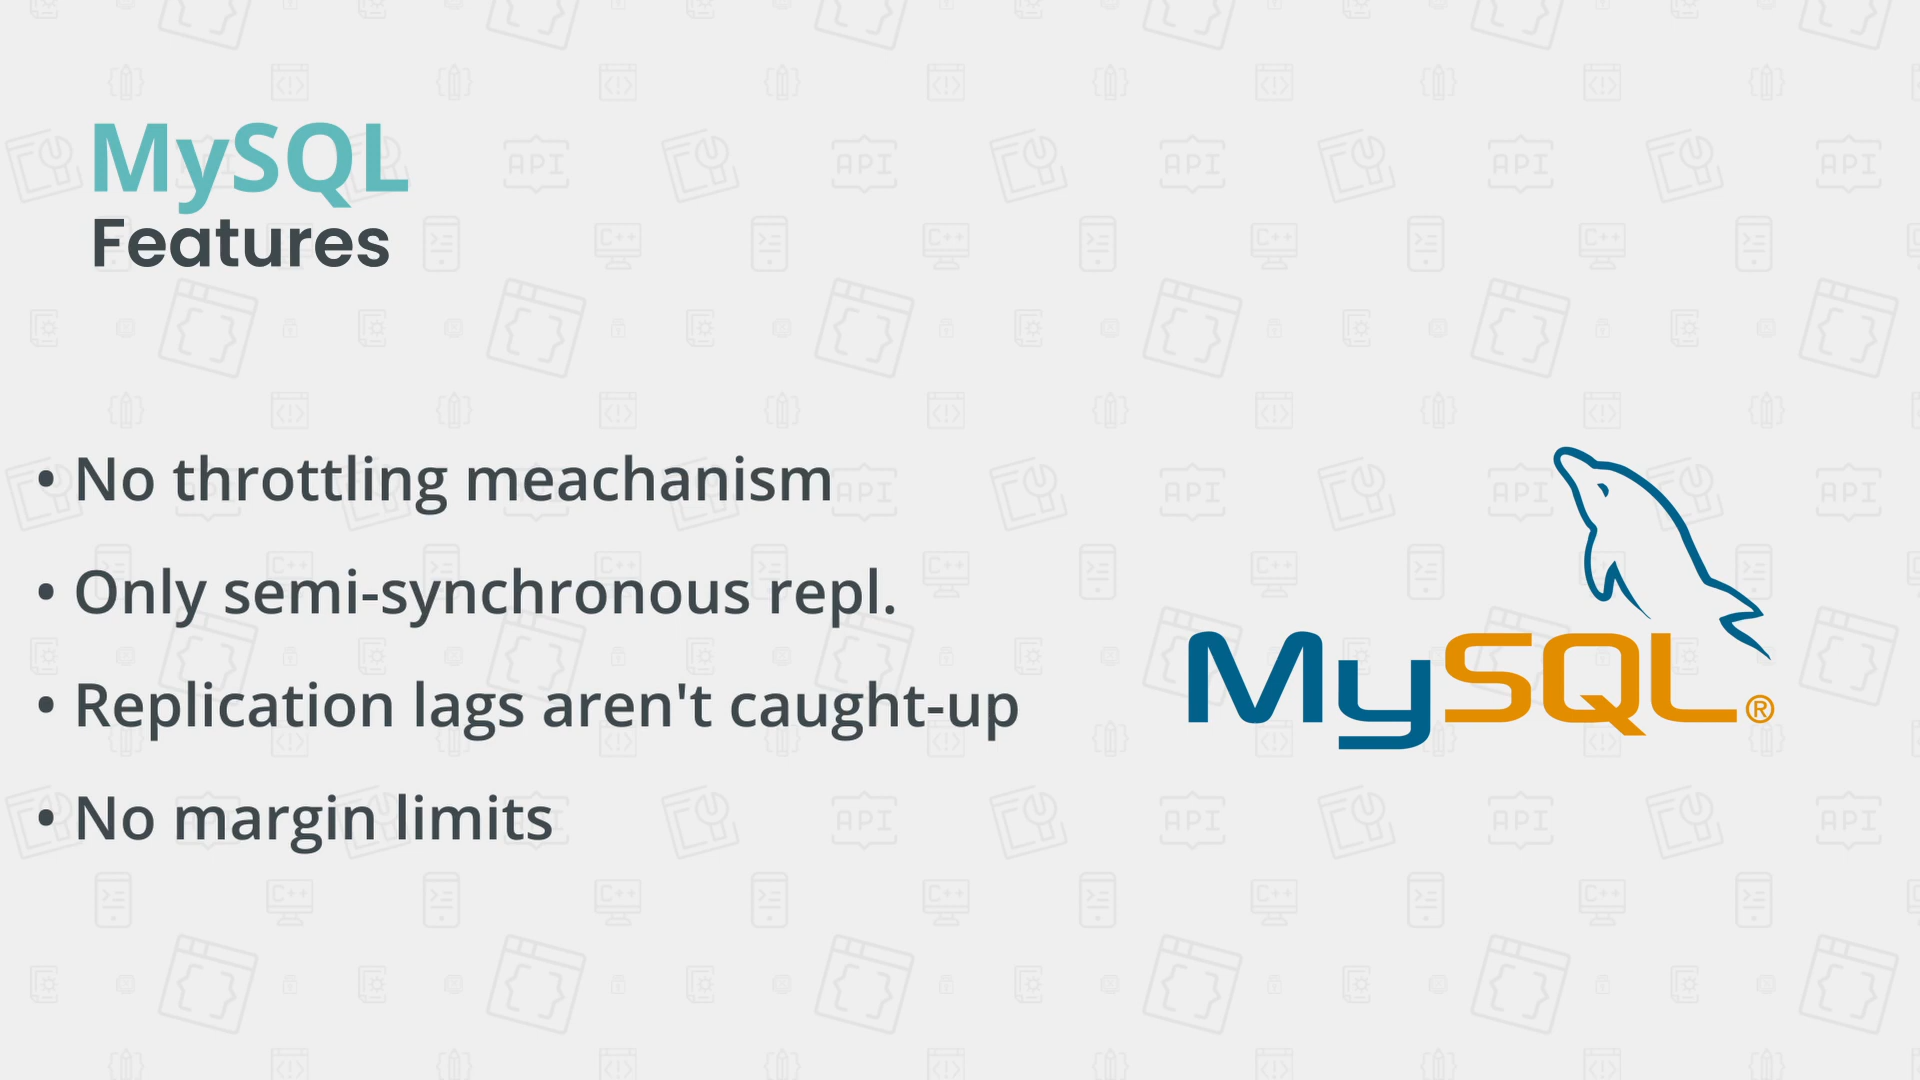 MySQL
Features
• No throttling meachanism
• Only semi-synchronous repl.
• Replication lags aren't caught-up
• No margin limits
MySQL®